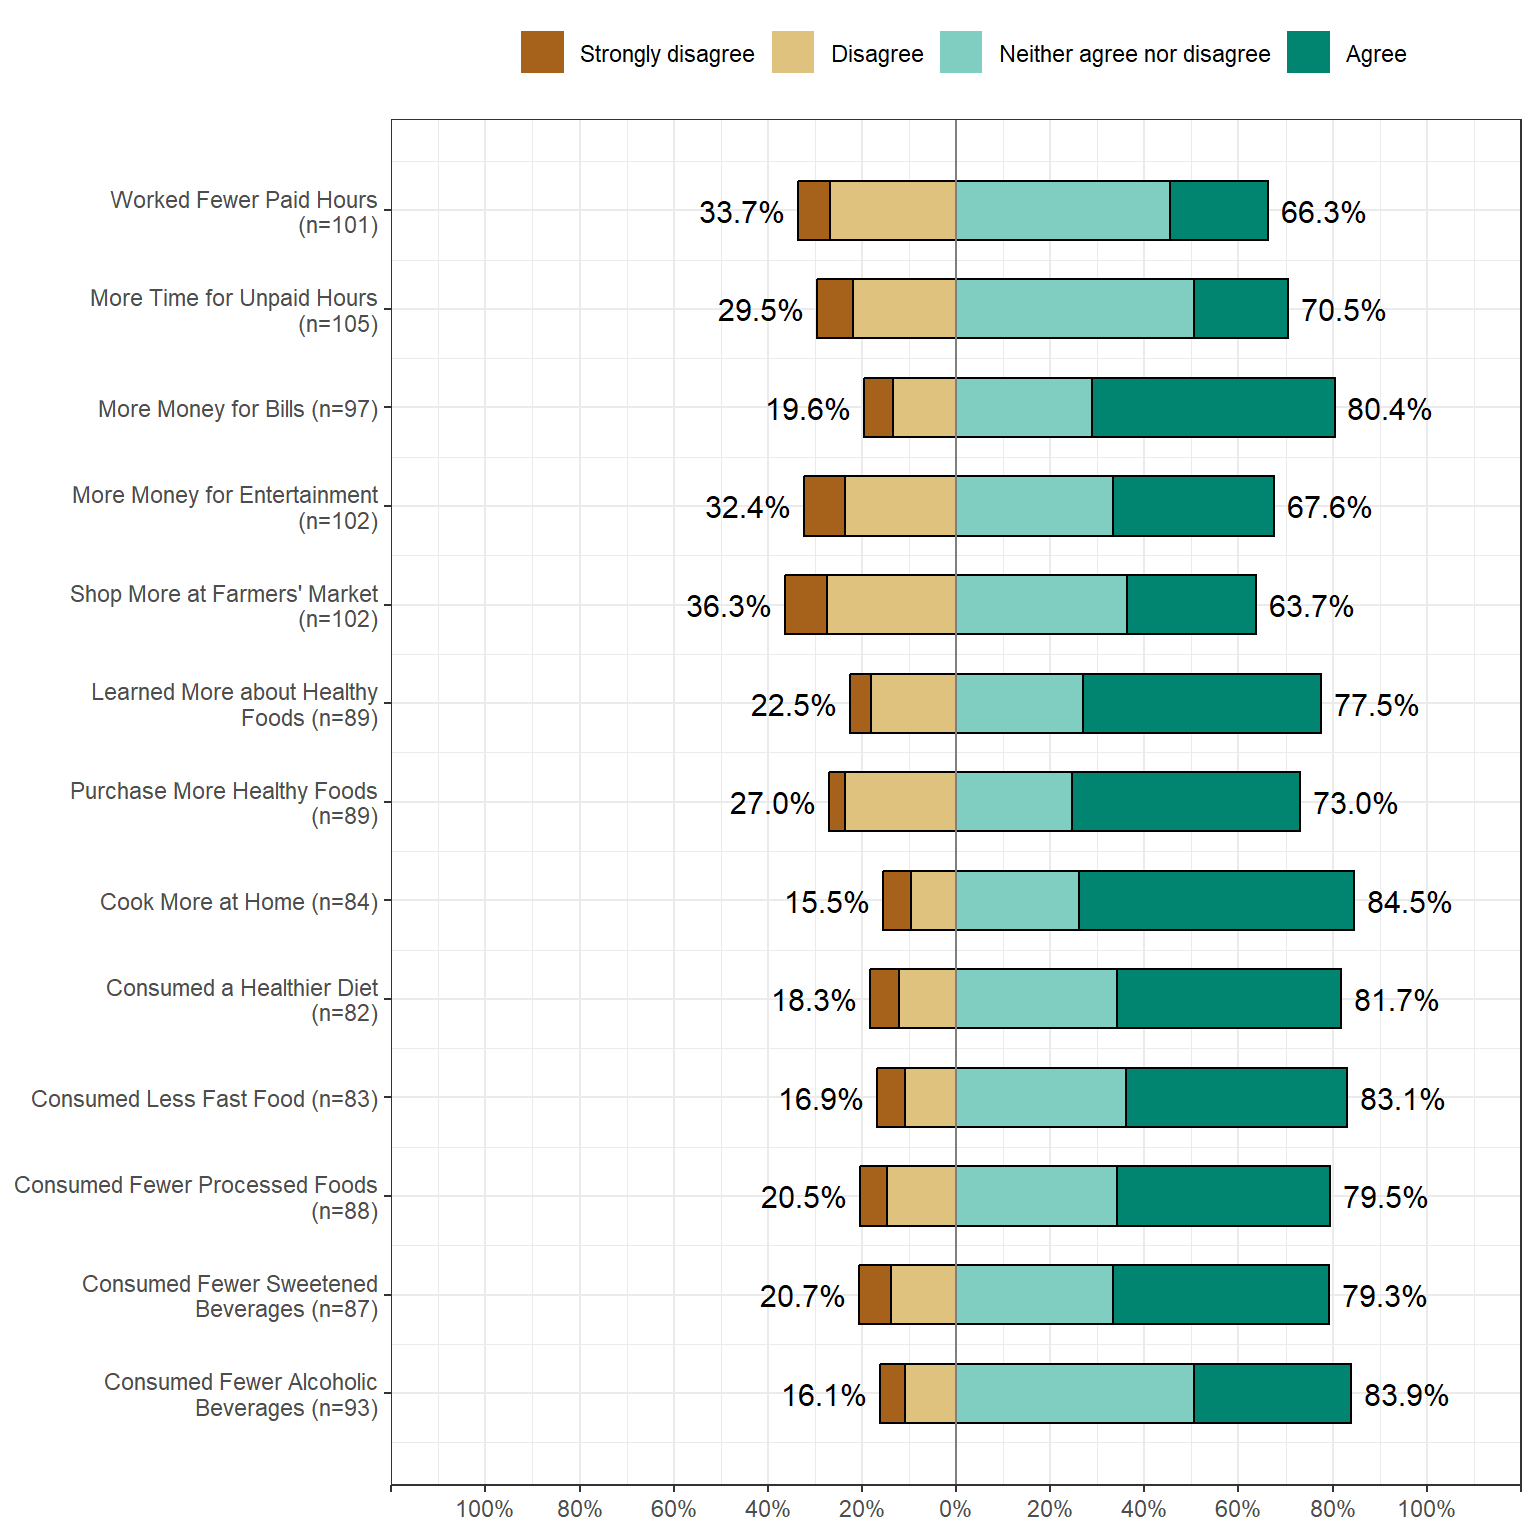 Strongly disagree Disagree Neither agree nor disagree Agree
Worked Fewer Paid Hours
(n=101)
33.7% 66.3%
More Time for Unpaid Hours
(n=105)
29.5% 70.5%
More Money for Bills (n=97)
19.6% 80.4%
More Money for Entertainment
(n=102)
32.4% 67.6%
Shop More at Farmers' Market
(n=102)
36.3% 63.7%
Learned More about Healthy
Foods (n=89)
22.5% 77.5%
Purchase More Healthy Foods
(n=89)
27.0% 73.0%
Cook More at Home (n=84)
15.5% 84.5%
Consumed a Healthier Diet
(n=82)
18.3% 81.7%
Consumed Less Fast Food (n=83)
16.9% 83.1%
Consumed Fewer Processed Foods
(n=88)
20.5% 79.5%
Consumed Fewer Sweetened
Beverages (n=87)
20.7% 79.3%
Consumed Fewer Alcoholic
Beverages (n=93)
16.1% 83.9%
100% 80% 60% 40% 20% 0% 20% 40% 60% 80% 100%